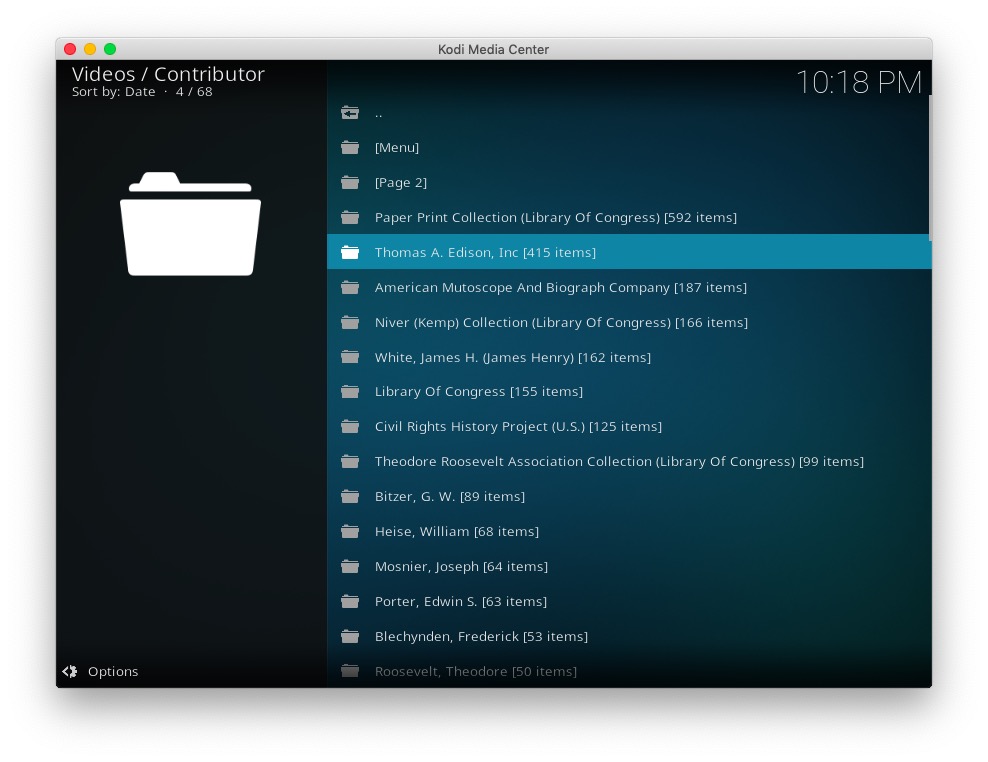 Kodi Media Center
Videos / Contributor
Sort by: Date · 4 / 68
10:18 PM
..
[Menu]
[Page 2]
Paper Print Collection (Library Of Congress) [592 items]
Thomas A. Edison, Inc [415 items]
American Mutoscope And Biograph Company [187 items]
Niver (Kemp) Collection (Library Of Congress) [166 items]
White, James H. (James Henry) [162 items]
Library Of Congress [155 items]
Civil Rights History Project (U.S.) [125 items]
Theodore Roosevelt Association Collection (Library Of Congress) [99 items]
Bitzer, G. W. [89 items]
Heise, William [68 items]
Mosnier, Joseph [64 items]
Porter, Edwin S. [63 items]
Blechynden, Frederick [53 items]
Roosevelt, Theodore [50 items]
Options